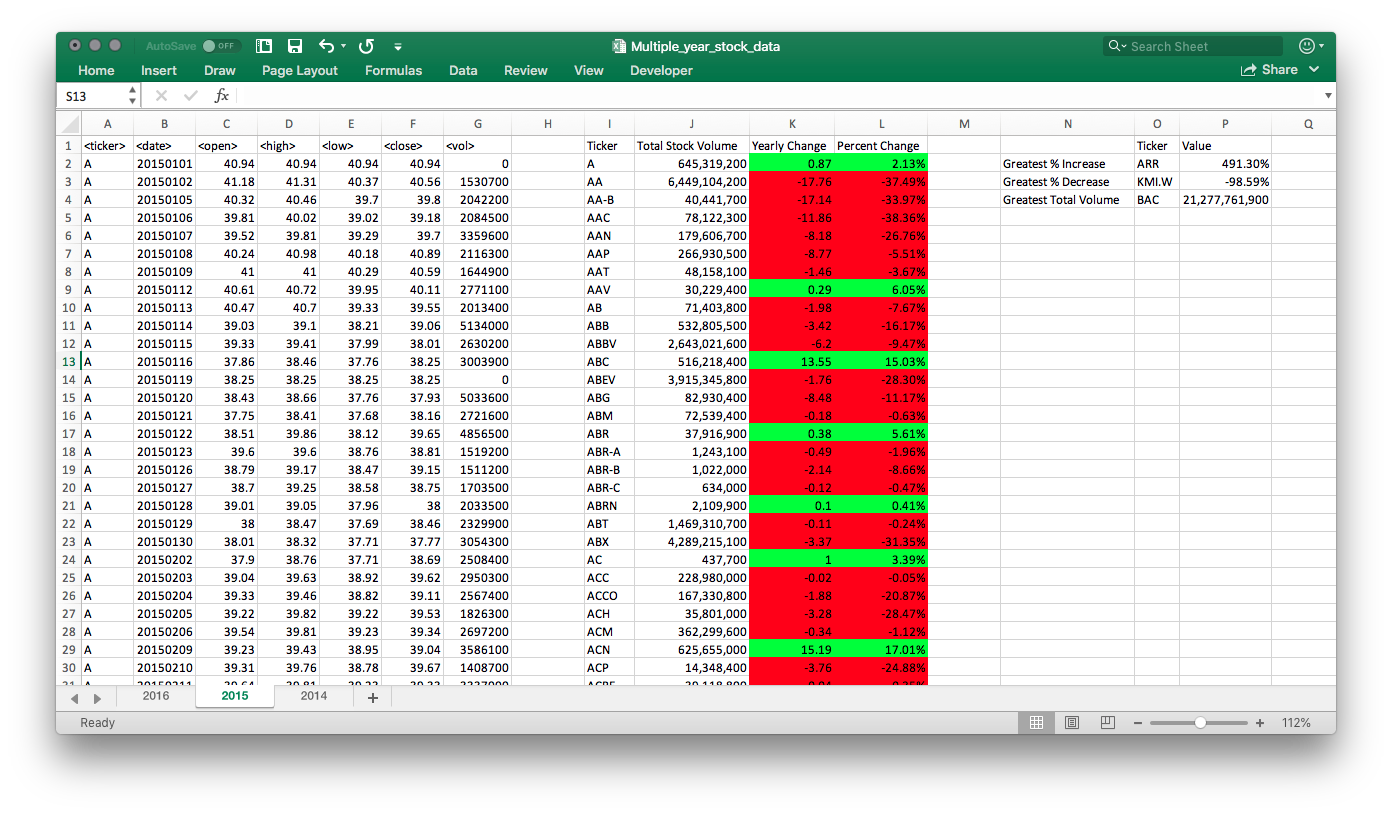 AutoSave OFF Multiple_year_stock_data Search Sheet
Home Insert Draw Page Layout Formulas Data Review View Developer Share
S13 fx
A B C D E F G H I J K L M N O P Q
1 <ticker> <date> <open> <high> <low> <close> <vol> Ticker Total Stock Volume Yearly Change Percent Change Ticker Value
2 A 20150101 40.94 40.94 40.94 40.94 0 A 645,319,200 0.87 2.13% Greatest % Increase ARR 491.30%
3 A 20150102 41.18 41.31 40.37 40.56 1530700 AA 6,449,104,200 -17.76 -37.49% Greatest % Decrease KMI.W -98.59%
4 A 20150105 40.32 40.46 39.7 39.8 2042200 AA-B 40,441,700 -17.14 -33.97% Greatest Total Volume BAC 21,277,761,900
5 A 20150106 39.81 40.02 39.02 39.18 2084500 AAC 78,122,300 -11.86 -38.36%
6 A 20150107 39.52 39.81 39.29 39.7 3359600 AAN 179,606,700 -8.18 -26.76%
7 A 20150108 40.24 40.98 40.18 40.89 2116300 AAP 266,930,500 -8.77 -5.51%
8 A 20150109 41 41 40.29 40.59 1644900 AAT 48,158,100 -1.46 -3.67%
9 A 20150112 40.61 40.72 39.95 40.11 2771100 AAV 30,229,400 0.29 6.05%
10 A 20150113 40.47 40.7 39.33 39.55 2013400 AB 71,403,800 -1.98 -7.67%
11 A 20150114 39.03 39.1 38.21 39.06 5134000 ABB 532,805,500 -3.42 -16.17%
12 A 20150115 39.33 39.41 37.99 38.01 2630200 ABBV 2,643,021,600 -6.2 -9.47%
13 A 20150116 37.86 38.46 37.76 38.25 3003900 ABC 516,218,400 13.55 15.03%
14 A 20150119 38.25 38.25 38.25 38.25 0 ABEV 3,915,345,800 -1.76 -28.30%
15 A 20150120 38.43 38.66 37.76 37.93 5033600 ABG 82,930,400 -8.48 -11.17%
16 A 20150121 37.75 38.41 37.68 38.16 2721600 ABM 72,539,400 -0.18 -0.63%
17 A 20150122 38.51 39.86 38.12 39.65 4856500 ABR 37,916,900 0.38 5.61%
18 A 20150123 39.6 39.6 38.76 38.81 1519200 ABR-A 1,243,100 -0.49 -1.96%
19 A 20150126 38.79 39.17 38.47 39.15 1511200 ABR-B 1,022,000 -2.14 -8.66%
20 A 20150127 38.7 39.25 38.58 38.75 1703500 ABR-C 634,000 -0.12 -0.47%
21 A 20150128 39.01 39.05 37.96 38 2033500 ABRN 2,109,900 0.1 0.41%
22 A 20150129 38 38.47 37.69 38.46 2329900 ABT 1,469,310,700 -0.11 -0.24%
23 A 20150130 38.01 38.32 37.71 37.77 3054300 ABX 4,289,215,100 -3.37 -31.35%
24 A 20150202 37.9 38.76 37.71 38.69 2508400 AC 437,700 1 3.39%
25 A 20150203 39.04 39.63 38.92 39.62 2950300 ACC 228,980,000 -0.02 -0.05%
26 A 20150204 39.33 39.46 38.82 39.11 2567400 ACCO 167,330,800 -1.88 -20.87%
27 A 20150205 39.22 39.82 39.22 39.53 1826300 ACH 35,801,000 -3.28 -28.47%
28 A 20150206 39.54 39.81 39.23 39.34 2697200 ACM 362,299,600 -0.34 -1.12%
29 A 20150209 39.23 39.43 38.95 39.04 3586100 ACN 625,655,000 15.19 17.01%
30 A 20150210 39.31 39.76 38.78 39.67 1408700 ACP 14,348,400 -3.76 -24.88%
2016 2015 2014
Ready 112%